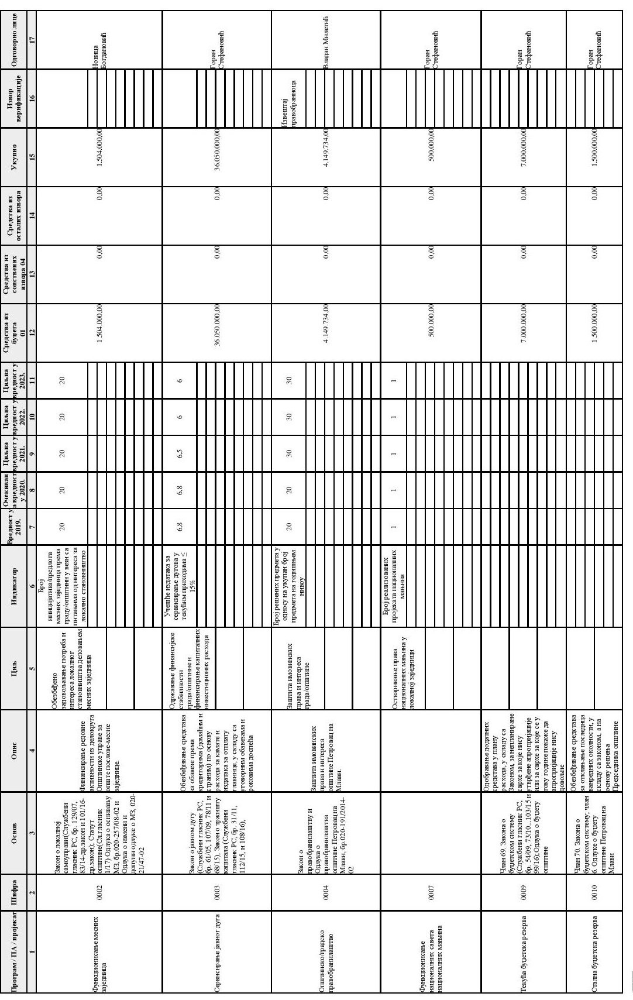 Програм / ПА / пројекат
Шифра
Основ
Опис
Циљ
Индикатор
Вредност у
2019.
Очекиван
а вредност
у 2020.
Циљна
вредност у
2021.
Циљна
вредност у
2022.
Циљна
вредност у
2023.
Средства из
буџета
01
Средства из
сопствених
извора 04
Средства из
осталих извора
Укупно
Извор
верификације
Одговорно лице
1
2
3
4
5
6
7
8
9
10
11
12
13
14
15
16
17
Функционисање месних
заједница
0002
Закон о локалној
самоуправи(Службени
гласник РС, бр. 129/07,
83/14-др.закон и 101/16-
др.закон); Статут
општине(Сл.гласник
1/17) Одлука о оснивању
МЗ, бр.020-257/08-02 и
Одлука о измени и
допуни одлуке о МЗ, 020-
21/47-02
Финансирање редовне
активности из делокруга
Општинске управе за
опште послове-месне
заједнице.
Обезбеђено
задовољавање потреба и
интереса локалног
становништва деловањем
месних заједница
Број
иницијатива/предлога
месних заједница према
граду/општини у вези са
питањима од интереса за
локално становништво
20
20
20
20
20
1.504.000,00
0,00
0,00
1.504.000,00
Новица
Богдановић
Сервисирање јавног дуга
0003
Закон о јавном дугу
(Службени гласник РС,
бр. 61/05, 107/09, 78/11 и
68/15), Закон о тржишту
капитала (Службени
гласник РС, бр. 31/11,
112/15, и 108/16),
Обезбеђивање средстава
за обавезе према
кредиторима (домаћим и
страним) по основу
расхода за камате и
издатака за отплату
главнице, у складу са
уговорним обавезама и
роковима доспећа
Одржавање финансијске
стабилности
града/општине и
финансирање капиталних
инвестиционих расхода
Учешће издатака за
сервисирање дугова у
текућим приходима ≤
15%
6,8
6,8
6,5
6
6
36.050.000,00
0,00
0,00
36.050.000,00
Горан
Стефановић
Општинско/градско
правобранилаштво
0004
Закон о
правобранилаштву и
Одлука о
правобранилаштва
општине Петровац на
Млави, бр.020-191/2014-
02
Заштита имовинских
права и интереса
општине Петровац на
Млави.
Заштита имовинских
права и интереса
града/општине
Број решених предмета у
односу на укупан број
предмета на годишњем
нивоу
20
20
30
30
30
4.149.734,00
0,00
0,00
4.149.734,00
Извештај
правобраниоца
Владан Милетић
Функционисање
националних савета
националних мањина
0007
Остваривање права
националних мањина у
локалној заједници
Број реализованих
пројеката националних
мањина
1
1
1
1
1
500.000,00
0,00
0,00
500.000,00
Горан
Стефановић
Текућа буџетска резерва
0009
Члан 69. Закона о
буџетском систему
(Службени гласник РС,
бр. 54/09, 73/10...103/15 и
99/16);Одлука о буџету
општине
Одобравање додатних
средстава у плану
расхода, у складу са
Законом, за непланиране
сврхе за које нису
утврђене апропријације
или за сврхе за које се у
току године покаже да
апропријације нису
довољне
7.000.000,00
0,00
0,00
7.000.000,00
Горан
Стефановић
Стална буџетска резерва
0010
Члан 70. Закона о
буџетском систему; члан
6. Одлуке о буџету
општине Петровац на
Млави
Обезбеђивање средстава
за отклањање последица
ванредних околности, у
складу са законом, а на
основу решења
Председника општине
1.500.000,00
0,00
0,00
1.500.000,00
Горан
Стефановић